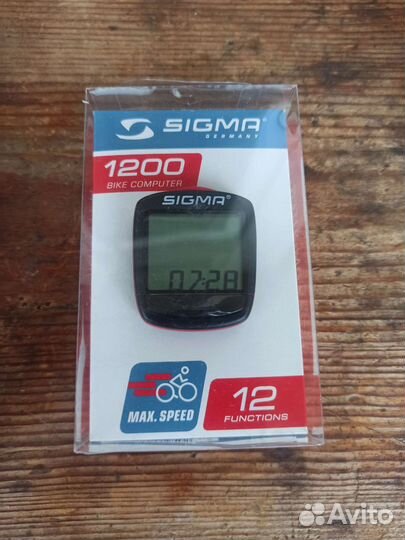 SIGMA
GERMANY
1200
BIKE COMPUTER
SIGMA
07:28
MAX. SPEED
12
FUNCTIONS
Avito